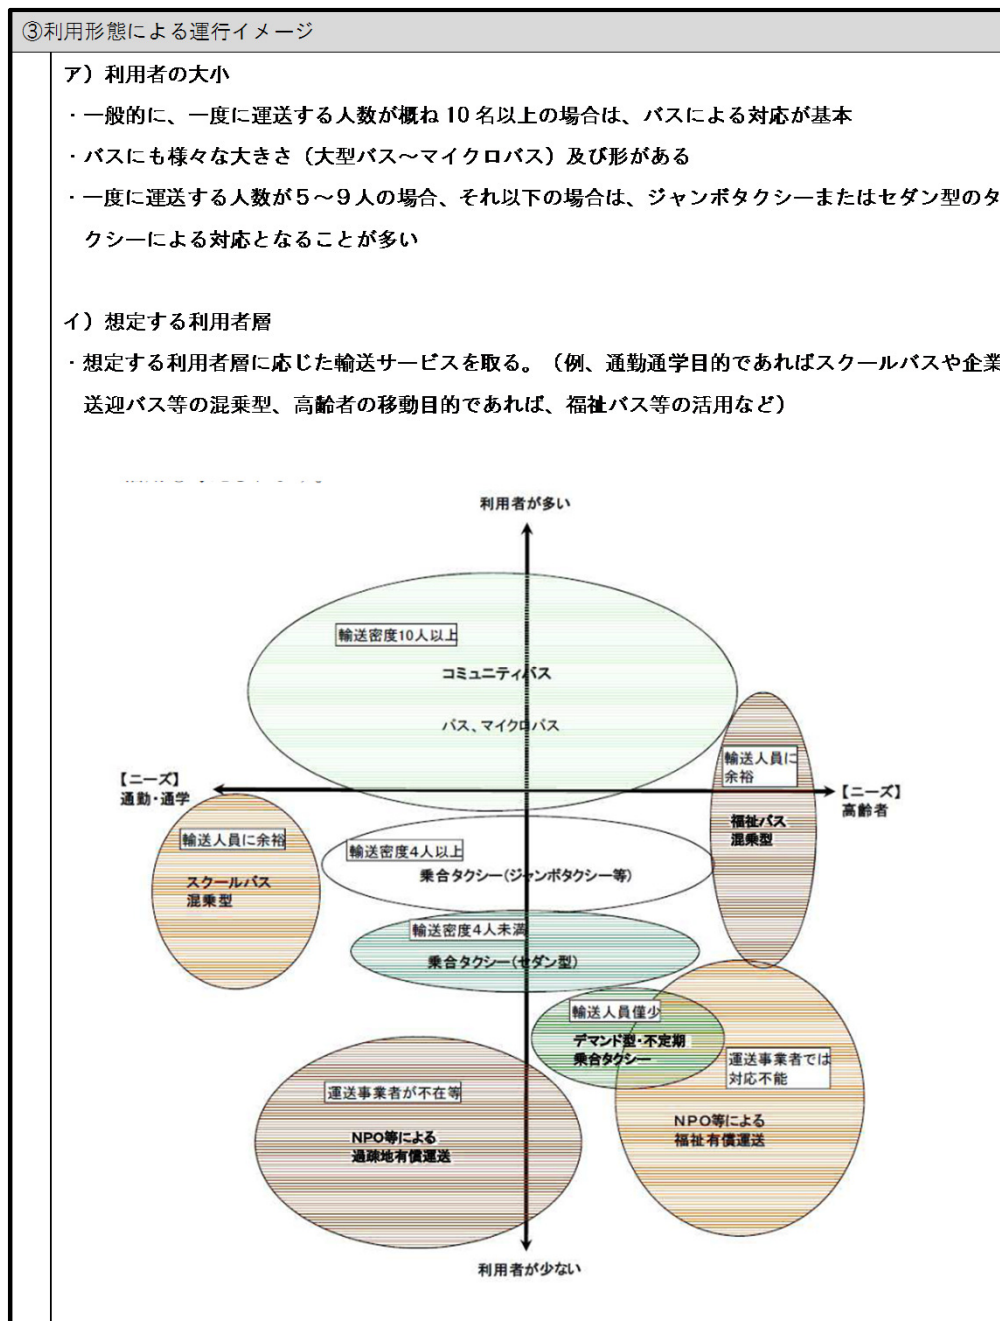 ③利用形態による運行イメージ
ア）利用者の大小
・一般的に、一度に運送する人数が概ね10名以上の場合は、バスによる対応が基本
・バスにも様々な大きさ（大型バス～マイクロバス）及び形がある
・一度に運送する人数が５～９人の場合、それ以下の場合は、ジャンボタクシーまたはセダン型のタ
クシーによる対応となることが多い
イ）想定する利用者層
・想定する利用者層に応じた輸送サービスを取る。（例、通勤通学目的であればスクールバスや企業
送迎バス等の混乗型、高齢者の移動目的であれば、福祉バス等の活用など）
利用者が多い
輸送密度10人以上
コミュニティバス
バス、マイクロバス
輸送人員に
余裕
【ニーズ】
通勤・通学
【ニーズ】
高齢者
福祉バス
混乗型
輸送人員に余裕
スクールバス
混乗型
輸送密度4人以上
乗合タクシー(ジャンボタクシー等)
輸送密度4人未満
乗合タクシー(セダン型)
輸送人員僅少
デマンド型・不定期
乗合タクシー
運送事業者では
対応不能
運送事業者が不在等
NPO等による
過疎地有償運送
NPO等による
福祉有償運送
利用者が少ない